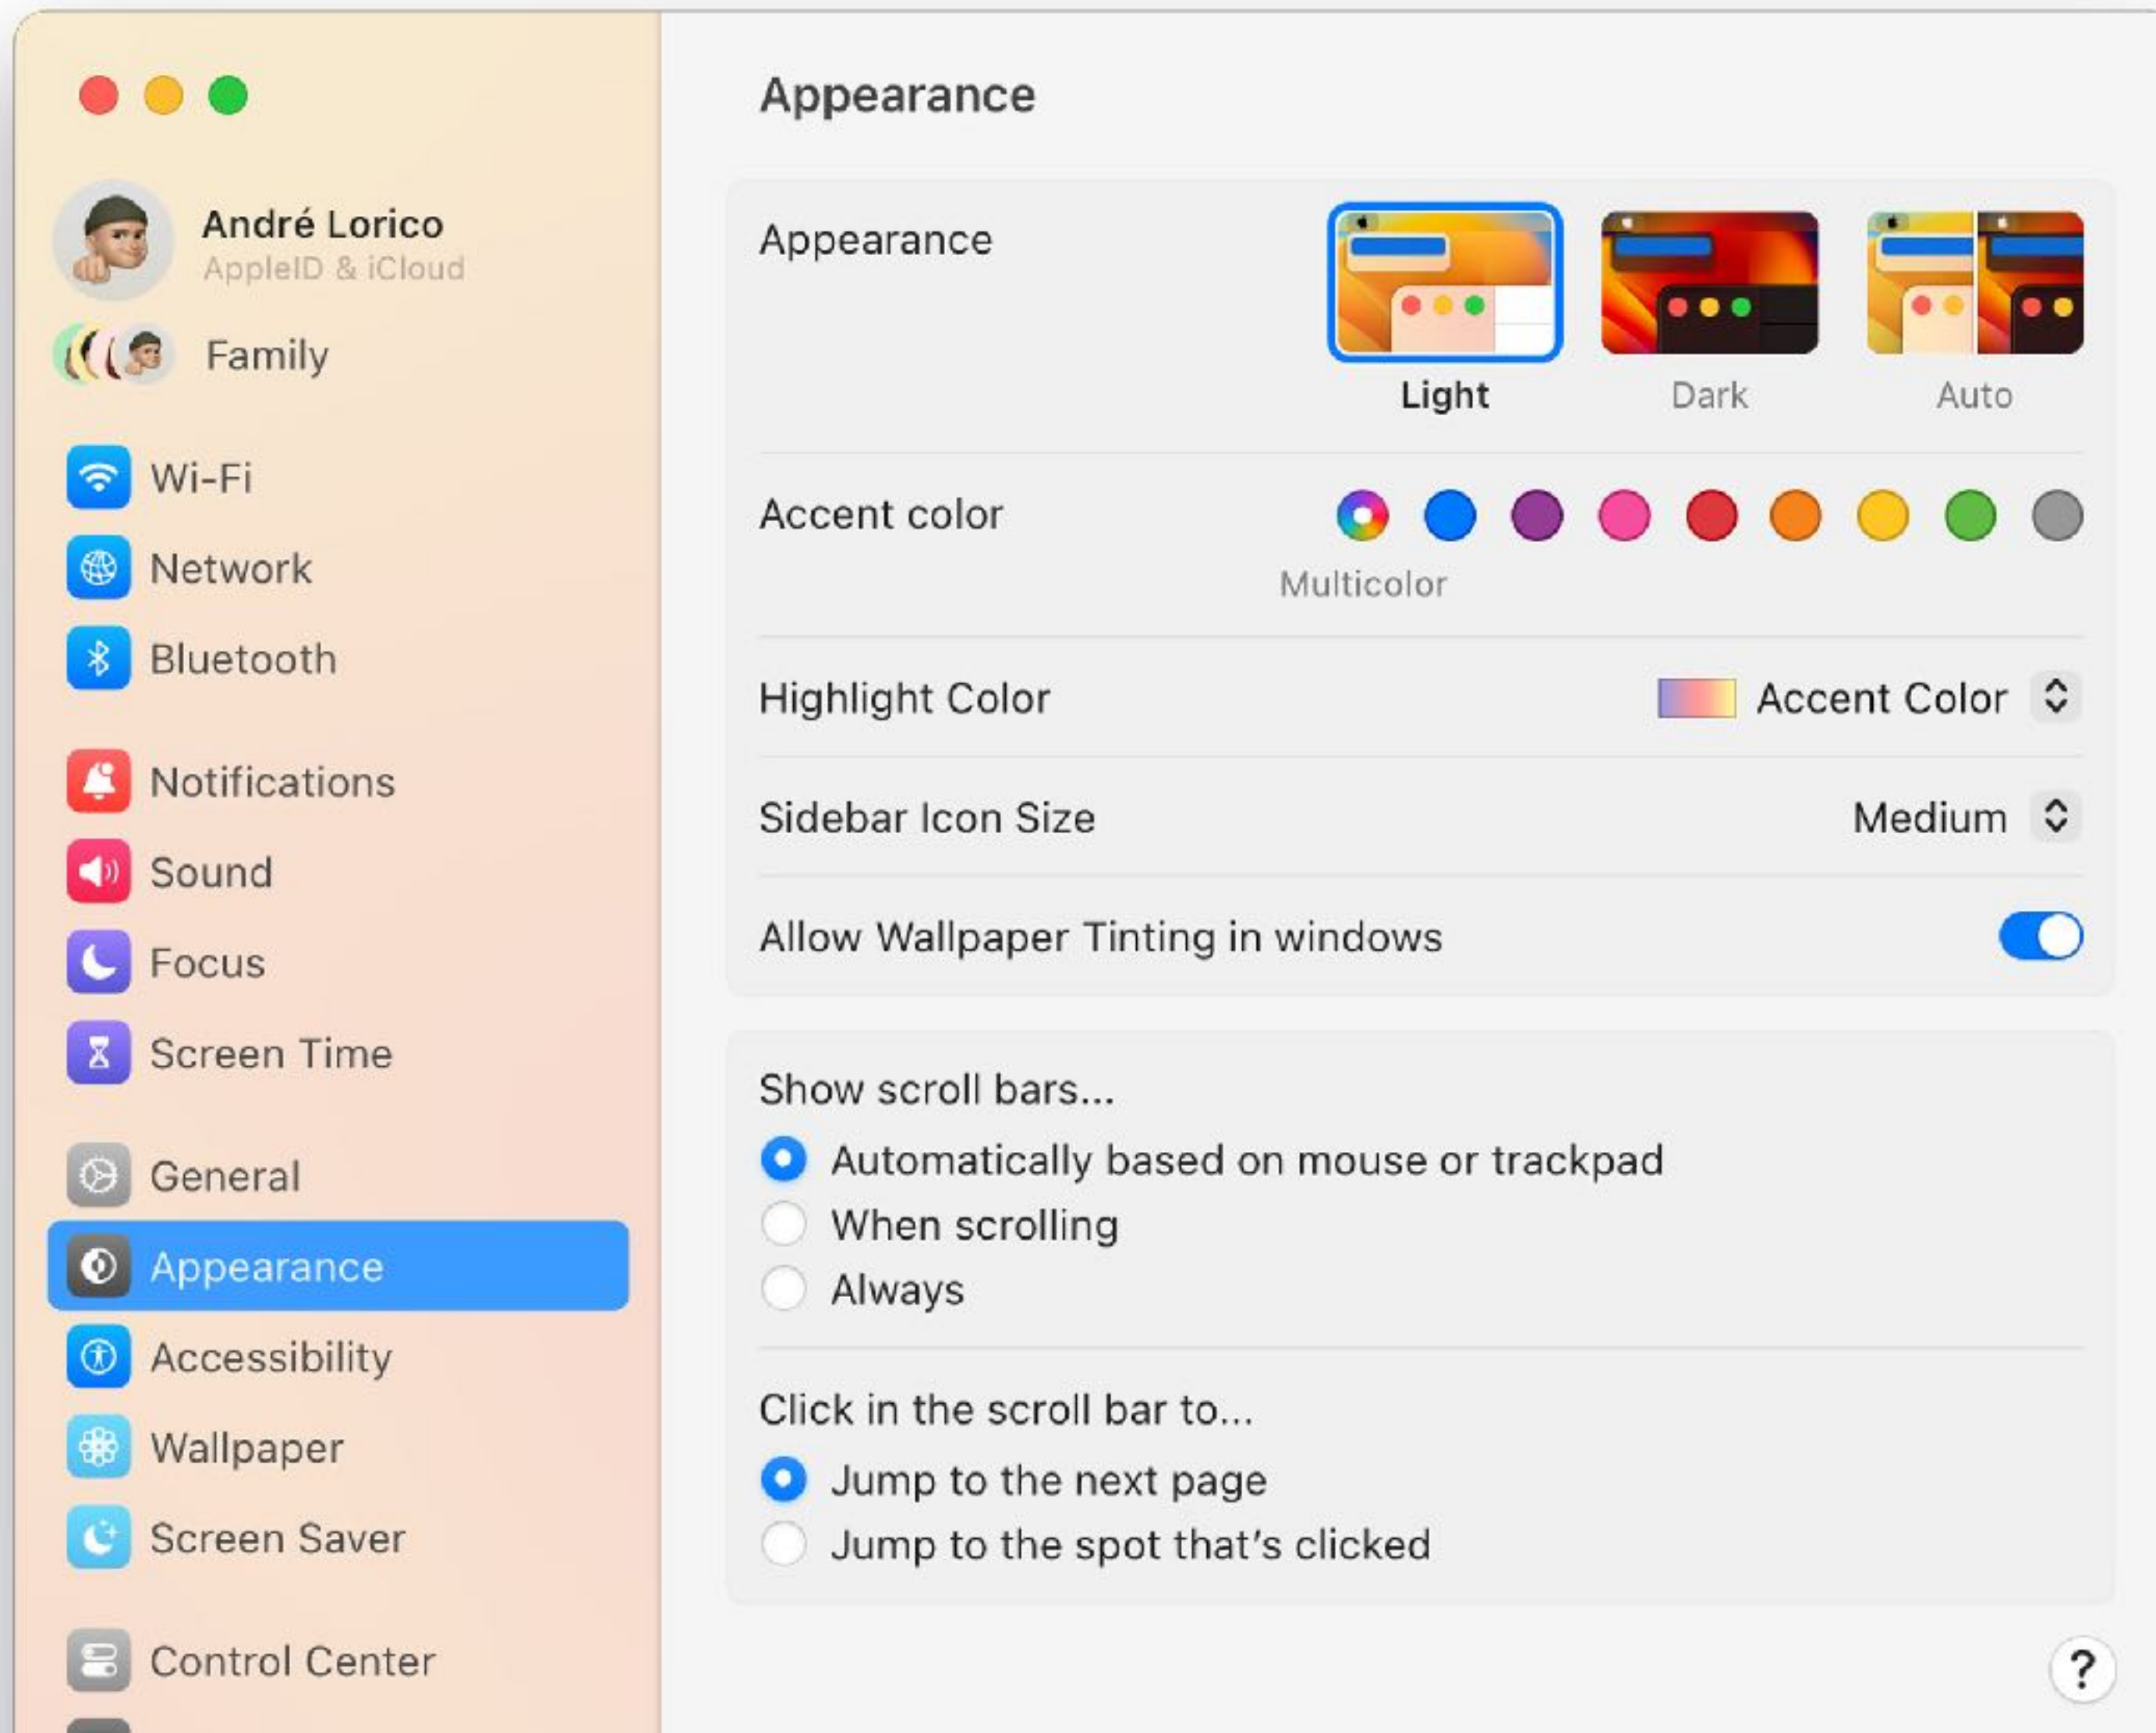 André Lorico
AppleID & iCloud
Family
Wi-Fi
Network
Bluetooth
Notifications
Sound
Focus
Screen Time
General
Appearance
Accessibility
Wallpaper
Screen Saver
Control Center
Appearance
Appearance
Light
Dark
Auto
Accent color
Multicolor
Highlight Color
Accent Color
Sidebar Icon Size
Medium
Allow Wallpaper Tinting in windows
Show scroll bars...
Automatically based on mouse or trackpad
When scrolling
Always
Click in the scroll bar to...
Jump to the next page
Jump to the spot that’s clicked
?